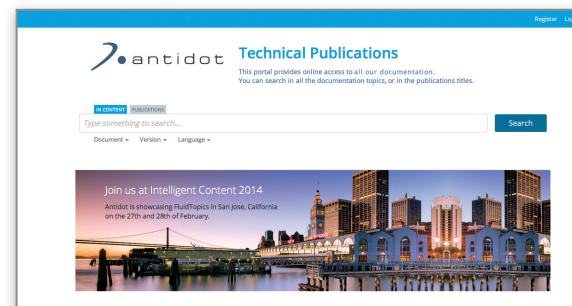 Register
antidot
Technical Publications
This portal provides online access to all our documentation.
You can search in all the documentation topics, or in the publications titles.
IN CONTENT PUBLICATIONS
Type something to search...
Search
Document Version Language
Join us at Intelligent Content 2014
Antidot is showcasing FluidTopics in San Jose, California
on the 27th and 28th of February.